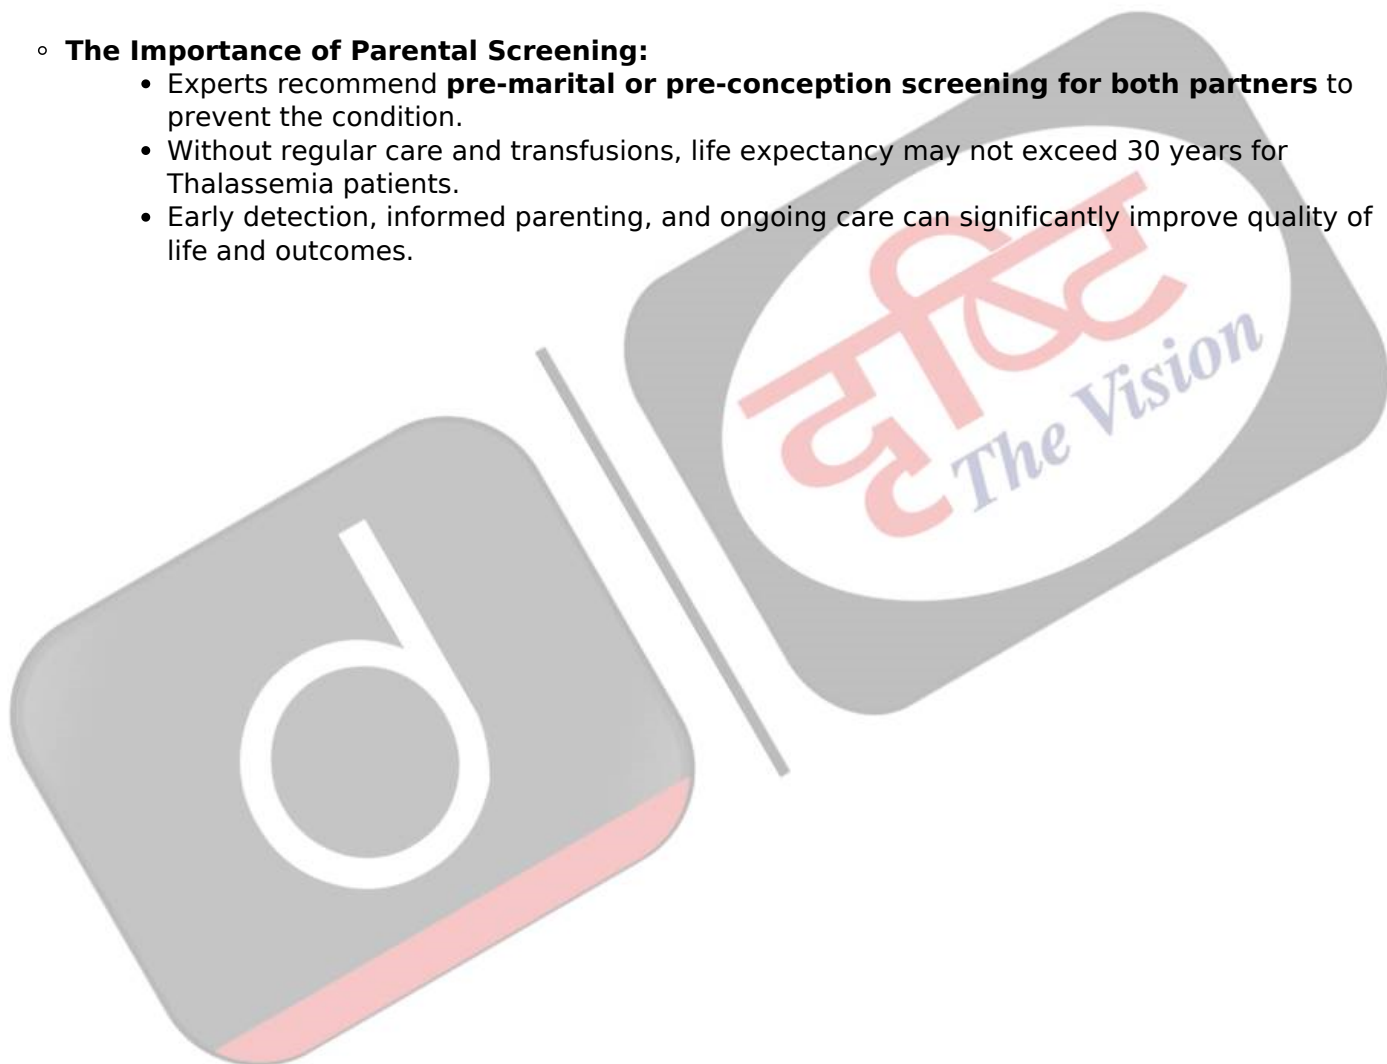 ◦ The Importance of Parental Screening:
• Experts recommend pre-marital or pre-conception screening for both partners to
prevent the condition.
• Without regular care and transfusions, life expectancy may not exceed 30 years for
Thalassemia patients.
• Early detection, informed parenting, and ongoing care can significantly improve quality of
life and outcomes.
दृष्टि
The Vision
d